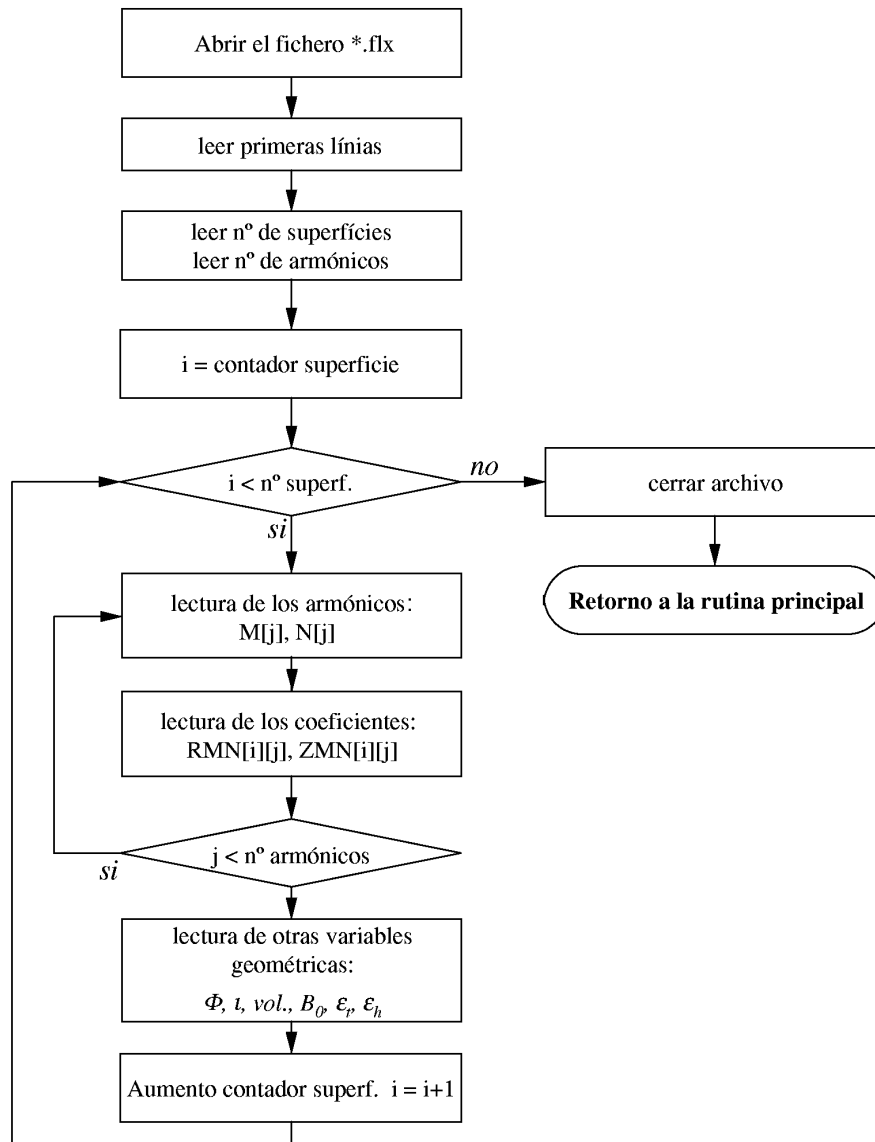 Abrir el fichero *.flx
leer primeras línias
leer nº de superfícies
leer nº de armónicos
i = contador superficie
i < nº superf.
no
cerrar archivo
si
Retorno a la rutina principal
lectura de los armónicos:
M[j], N[j]
lectura de los coeficientes:
RMN[i][j], ZMN[i][j]
j < nº armónicos
si
lectura de otras variables
geométricas:
Φ, ι, vol., B₀, ε_t, ε_h
Aumento contador superf. i = i+1